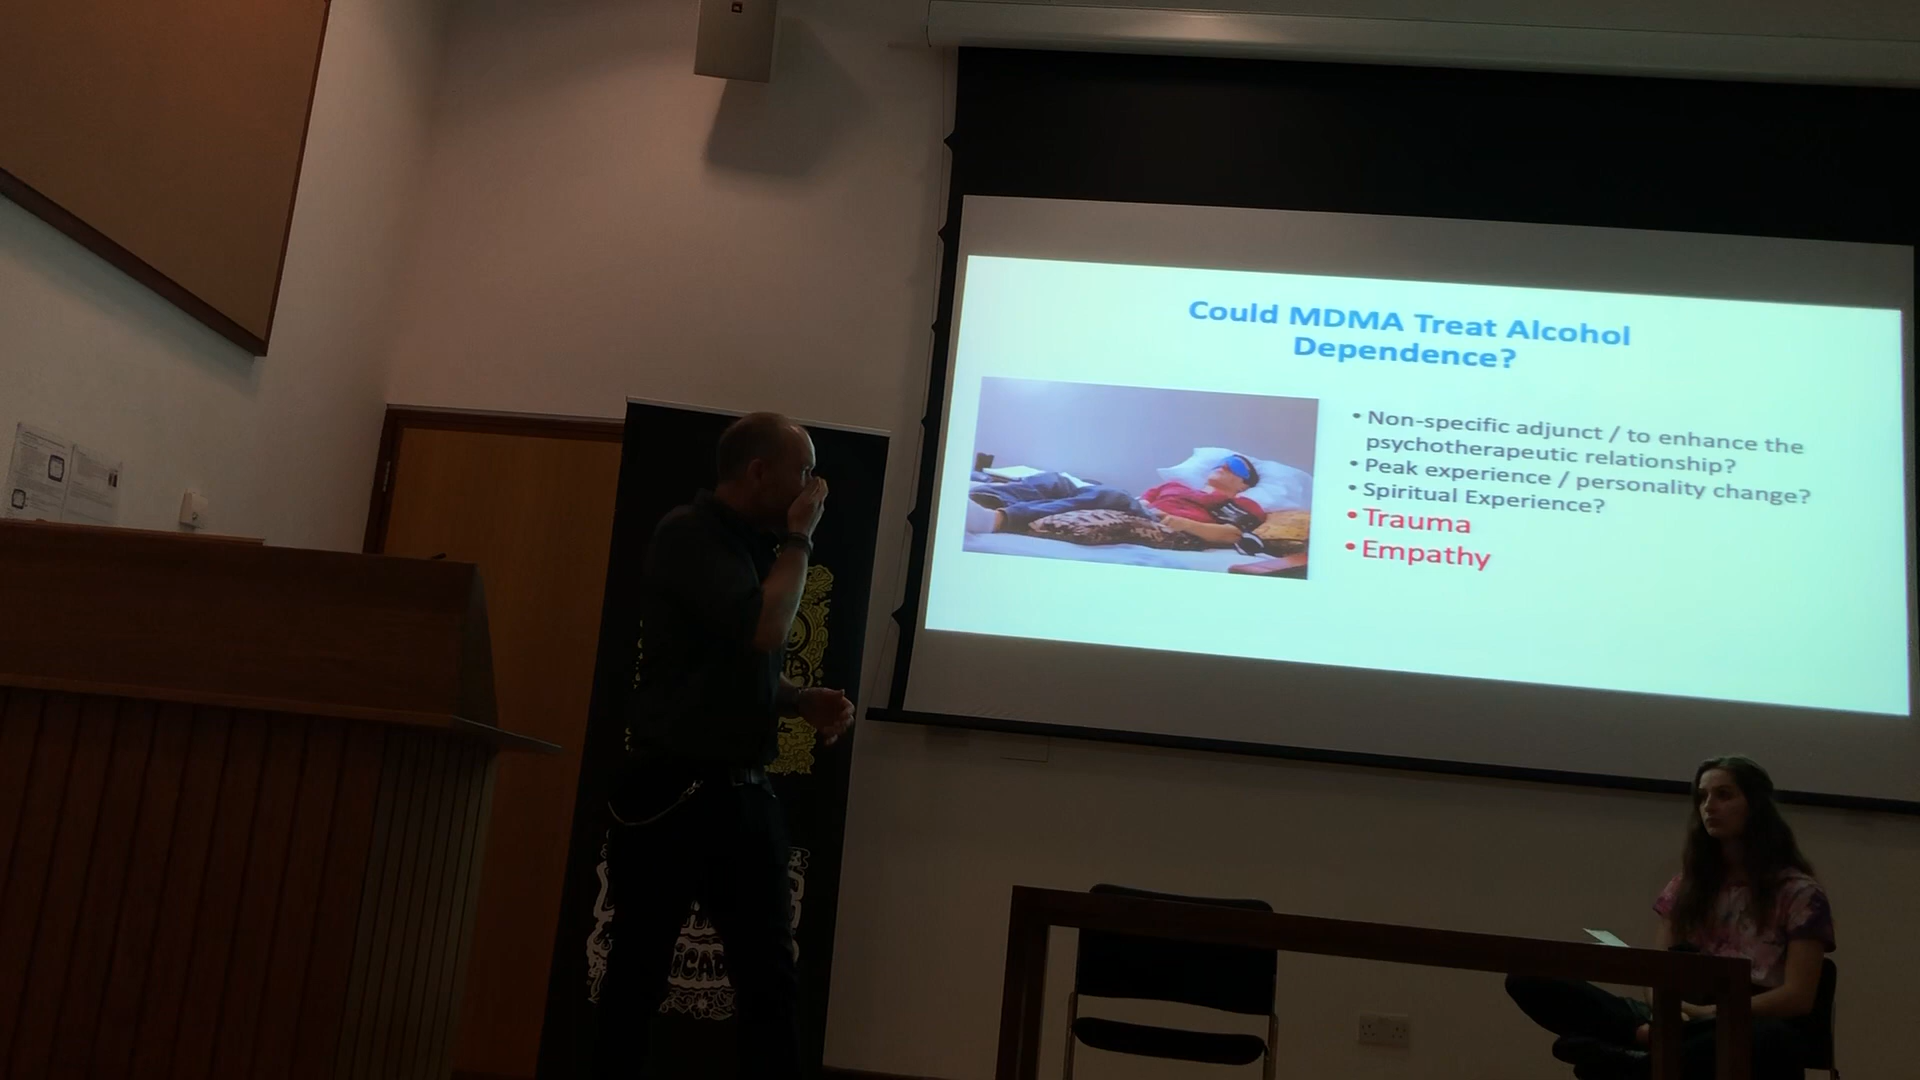 Could MDMA Treat Alcohol
Dependence?
• Non-specific adjunct / to enhance the
psychotherapeutic relationship?
• Peak experience / personality change?
• Spiritual Experience?
• Trauma
• Empathy